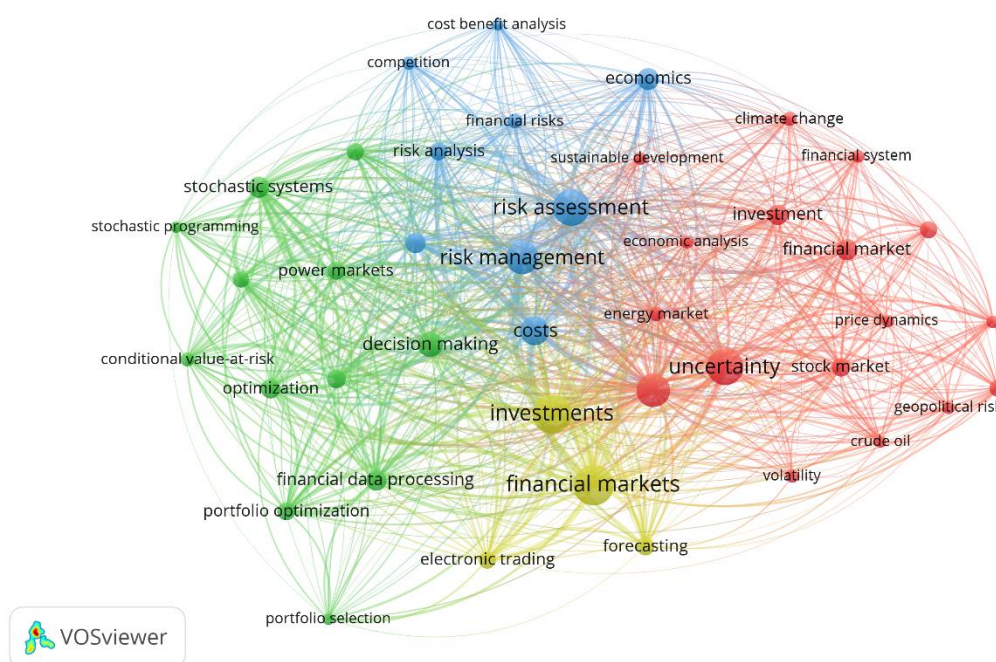 cost benefit analysis
competition
economics
financial risks
climate change
risk analysis
sustainable development
financial system
stochastic systems
risk assessment
investment
stochastic programming
economic analysis
financial market
risk management
power markets
energy market
price dynamics
costs
decision making
conditional value-at-risk
uncertainty
stock market
optimization
geopolitical risk
investments
crude oil
volatility
financial data processing
financial markets
portfolio optimization
forecasting
electronic trading
portfolio selection
VOSviewer